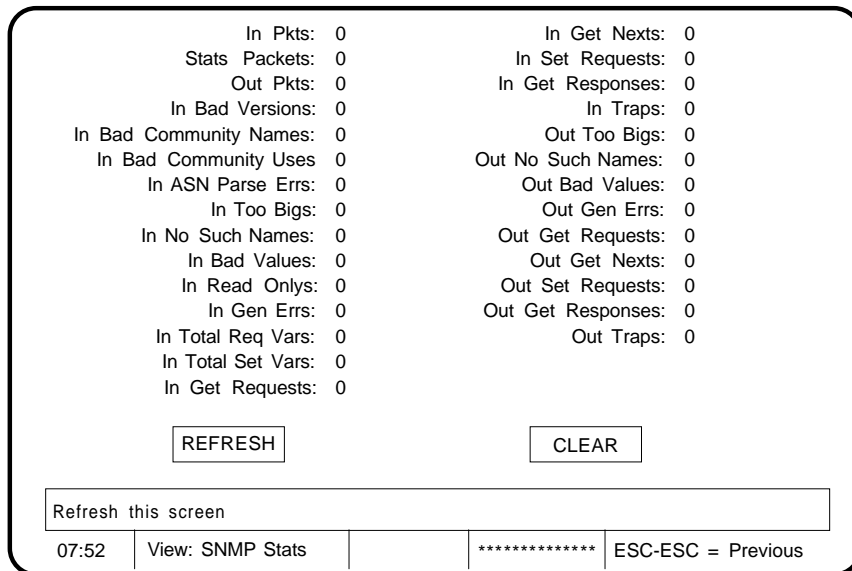 In Pkts: 0
Stats Packets: 0
Out Pkts: 0
In Bad Versions: 0
In Bad Community Names: 0
In Bad Community Uses 0
In ASN Parse Errs: 0
In Too Bigs: 0
In No Such Names: 0
In Bad Values: 0
In Read Onlys: 0
In Gen Errs: 0
In Total Req Vars: 0
In Total Set Vars: 0
In Get Requests: 0
In Get Nexts: 0
In Set Requests: 0
In Get Responses: 0
In Traps: 0
Out Too Bigs: 0
Out No Such Names: 0
Out Bad Values: 0
Out Gen Errs: 0
Out Get Requests: 0
Out Get Nexts: 0
Out Set Requests: 0
Out Get Responses: 0
Out Traps: 0
REFRESH
CLEAR
Refresh this screen
07:52 View: SNMP Stats ************** ESC-ESC = Previous